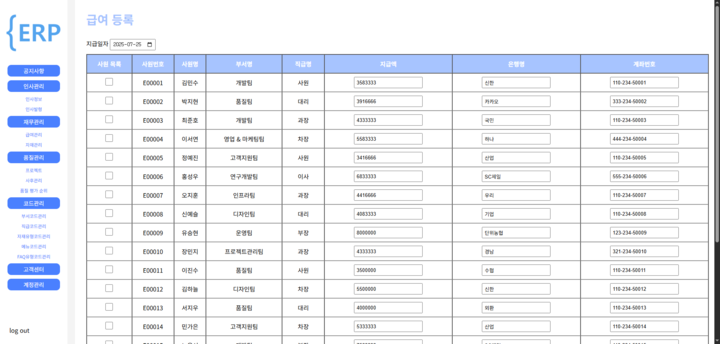 {ERP
공지사항
인사관리
인사정보
인사발령
재무관리
급여관리
자재관리
품질관리
프로젝트
서류관리
품질 평가 순위
코드관리
부서코드관리
직급코드관리
자재유형코드관리
메뉴코드관리
FAQ유형코드관리
고객센터
계정관리
log out
급여 등록
지급일자 2025-07-25
사원 목록 사원번호 사원명 부서명 직급명 지급액 은행명 계좌번호
E00001 김민수 개발팀 사원 3583333 신한 110-234-50001
E00002 박지현 품질팀 대리 3916666 카카오 333-234-50002
E00003 최준호 개발팀 과장 4333333 국민 110-234-50003
E00004 이서연 영업 & 마케팅팀 차장 5583333 하나 444-234-50004
E00005 정예진 고객지원팀 사원 3416666 산업 110-234-50005
E00006 홍성우 연구개발팀 이사 6833333 SC제일 555-234-50006
E00007 오지훈 인프라팀 과장 4416666 우리 110-234-50007
E00008 신예슬 디자인팀 대리 4083333 기업 110-234-50008
E00009 유승현 운영팀 부장 8000000 단위농협 123-234-50009
E00010 장민지 프로젝트관리팀 과장 4333333 경남 321-234-50010
E00011 이진수 품질팀 사원 3500000 수협 110-234-50011
E00012 김하늘 디자인팀 차장 5500000 신한 110-234-50012
E00013 서지우 품질팀 대리 4000000 외환 110-234-50013
E00014 민가은 고객지원팀 차장 5333333 산업 110-234-50014